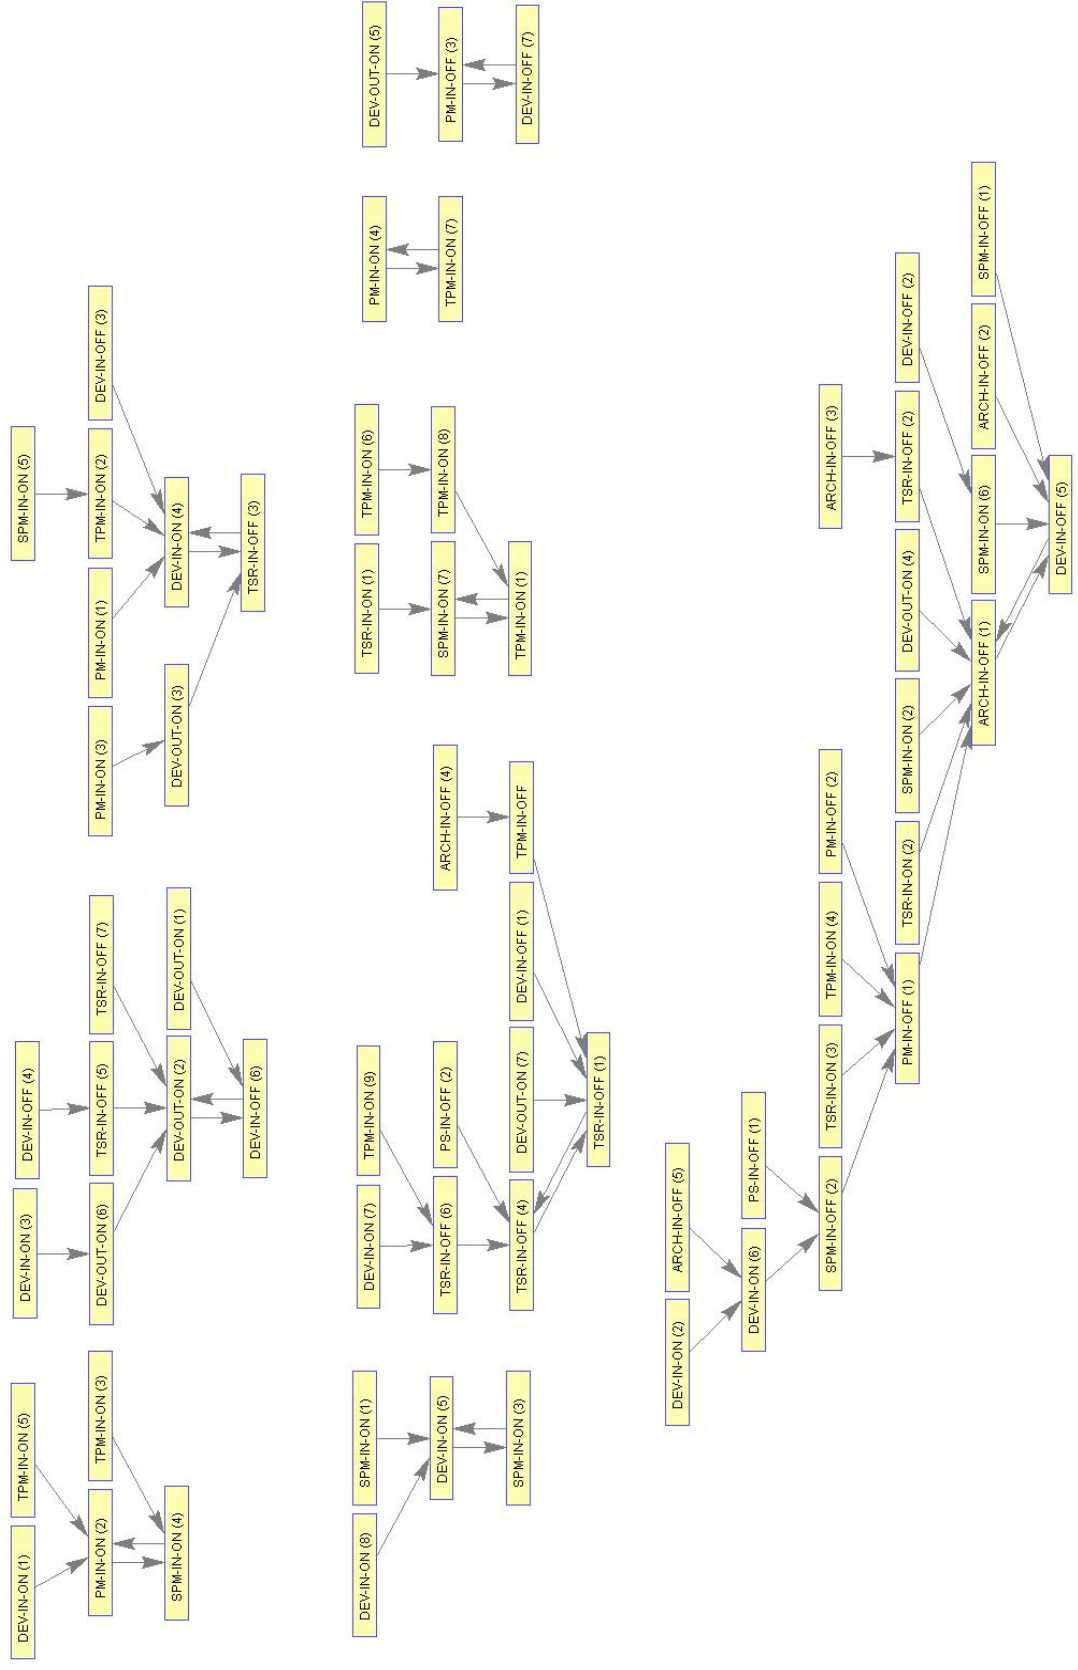 DEV-IN-ON (1)
TPM-IN-ON (5)
PM-IN-ON (2)
TPM-IN-ON (3)
SPM-IN-ON (4)
DEV-IN-ON (3)
DEV-IN-OFF (4)
DEV-OUT-ON (6)
TSR-IN-OFF (5)
TSR-IN-OFF (7)
DEV-OUT-ON (2)
DEV-OUT-ON (1)
DEV-IN-OFF (6)
SPM-IN-ON (5)
PM-IN-ON (3)
PM-IN-ON (1)
TPM-IN-ON (2)
DEV-IN-OFF (3)
DEV-OUT-ON (3)
DEV-IN-ON (4)
TSR-IN-OFF (3)
DEV-IN-ON (8)
SPM-IN-ON (1)
DEV-IN-ON (5)
SPM-IN-ON (3)
DEV-IN-ON (7)
TPM-IN-ON (9)
TSR-IN-OFF (6)
PS-IN-OFF (2)
ARCH-IN-OFF (4)
TSR-IN-OFF (4)
DEV-OUT-ON (7)
DEV-IN-OFF (1)
TPM-IN-OFF
TSR-IN-OFF (1)
TSR-IN-ON (1)
TPM-IN-ON (6)
SPM-IN-ON (7)
TPM-IN-ON (8)
TPM-IN-ON (1)
PM-IN-ON (4)
TPM-IN-ON (7)
DEV-OUT-ON (5)
PM-IN-OFF (3)
DEV-IN-OFF (7)
DEV-IN-ON (2)
ARCH-IN-OFF (5)
DEV-IN-ON (6)
PS-IN-OFF (1)
SPM-IN-OFF (2)
TSR-IN-ON (3)
TPM-IN-ON (4)
PM-IN-OFF (2)
ARCH-IN-OFF (3)
PM-IN-OFF (1)
TSR-IN-ON (2)
SPM-IN-ON (2)
DEV-OUT-ON (4)
TSR-IN-OFF (2)
DEV-IN-OFF (2)
ARCH-IN-OFF (1)
SPM-IN-ON (6)
ARCH-IN-OFF (2)
SPM-IN-OFF (1)
DEV-IN-OFF (5)